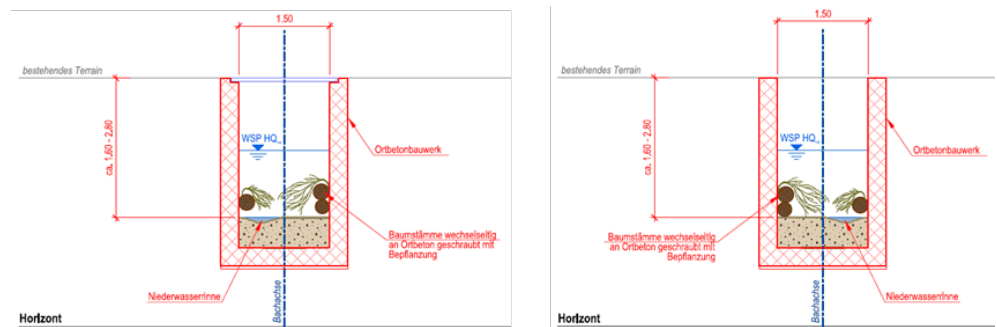 1.50
bestehendes Terrain
ca. 1,60 - 2,80
WSP HQ
Ortbetonbauwerk
Baumstämme wechselseitig
an Ortbeton geschraubt mit
Bepflanzung
Niederwasserrinne
Bachachse
Horizont
1.50
bestehendes Terrain
ca. 1,60 - 2,80
WSP HQ
Ortbetonbauwerk
Baumstämme wechselseitig
an Ortbeton geschraubt mit
Bepflanzung
Niederwasserrinne
Bachachse
Horizont